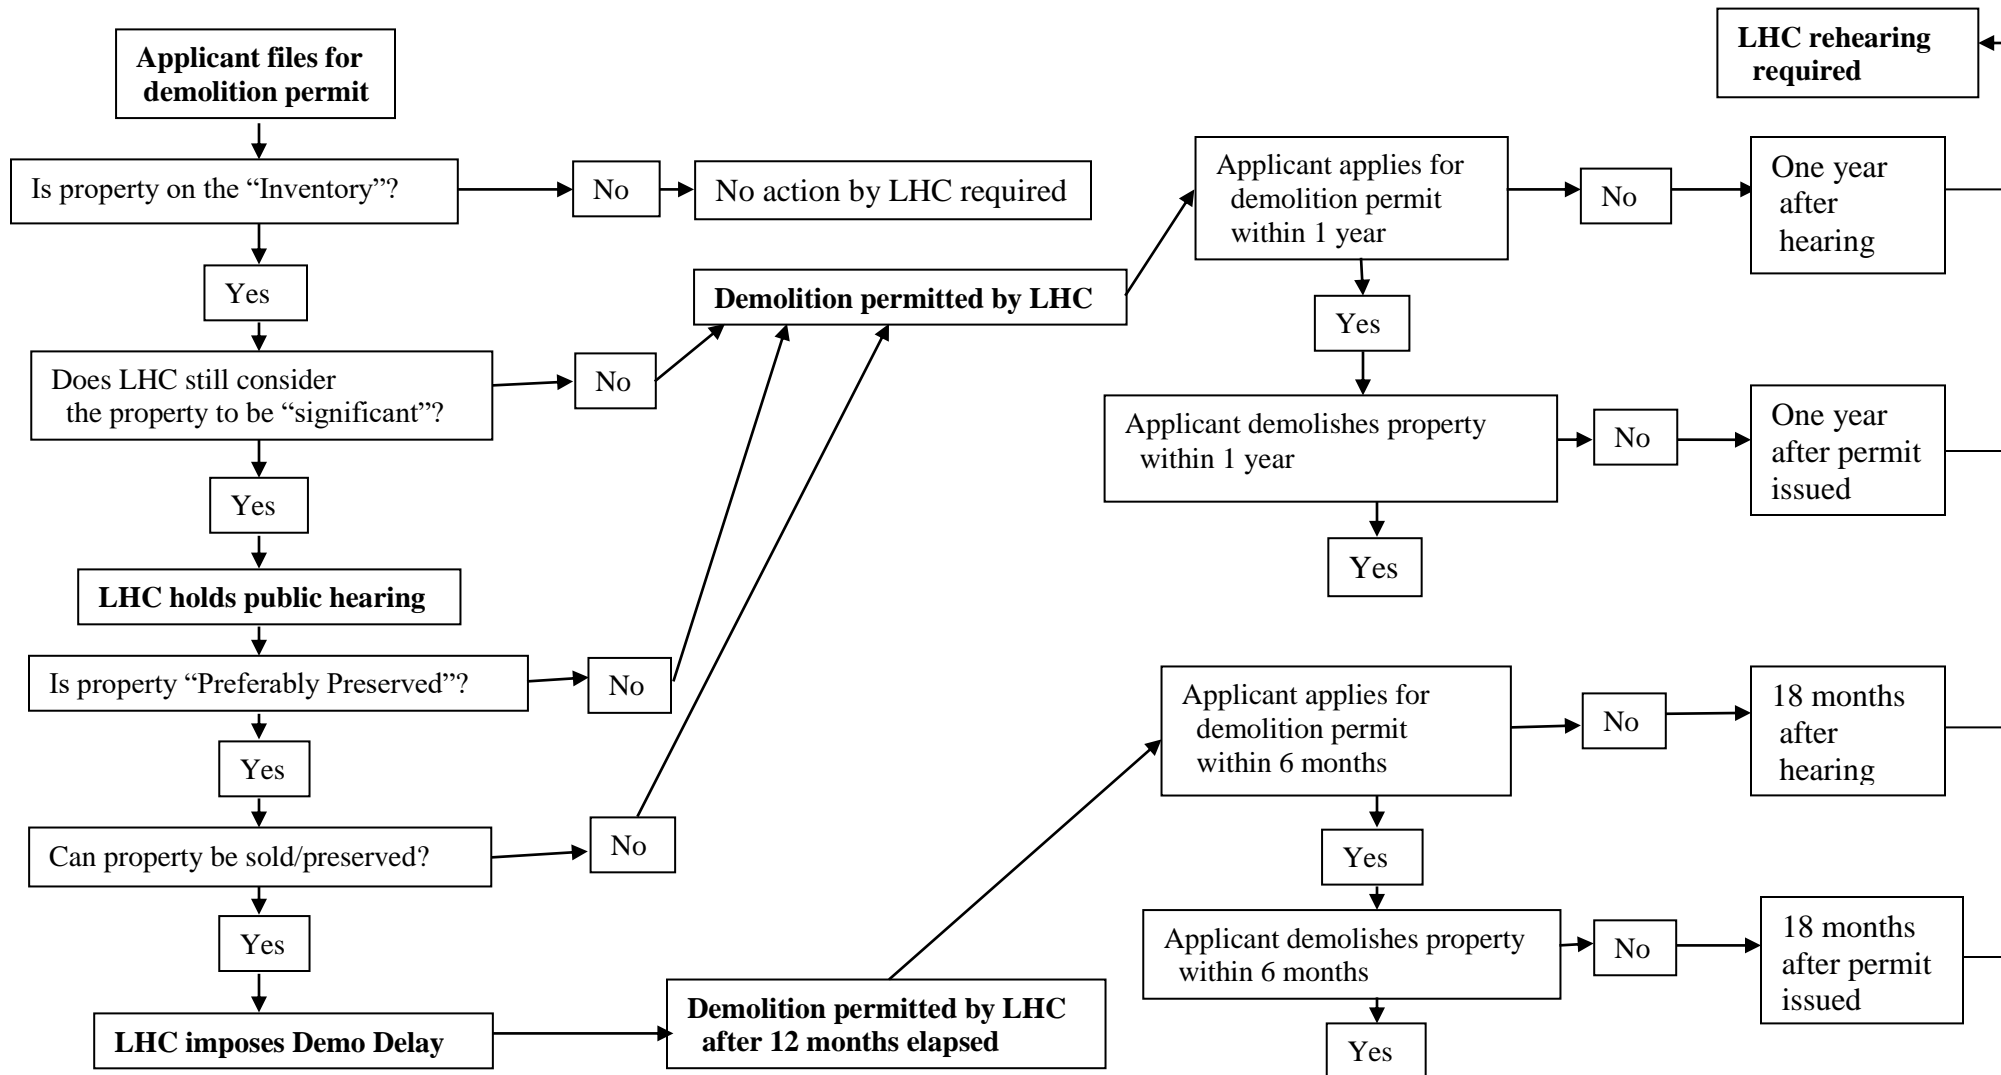 Applicant files for
demolition permit
Is property on the “Inventory”?
No
No action by LHC required
Yes
Does LHC still consider
the property to be “significant”?
No
Demolition permitted by LHC
Yes
LHC holds public hearing
Is property “Preferably Preserved”?
No
Yes
Can property be sold/preserved?
No
Yes
LHC imposes Demo Delay
Demolition permitted by LHC
after 12 months elapsed
LHC rehearing
required
Applicant applies for
demolition permit
within 1 year
No
One year
after
hearing
Yes
Applicant demolishes property
within 1 year
No
One year
after permit
issued
Yes
Applicant applies for
demolition permit
within 6 months
No
18 months
after
hearing
Yes
Applicant demolishes property
within 6 months
No
18 months
after permit
issued
Yes